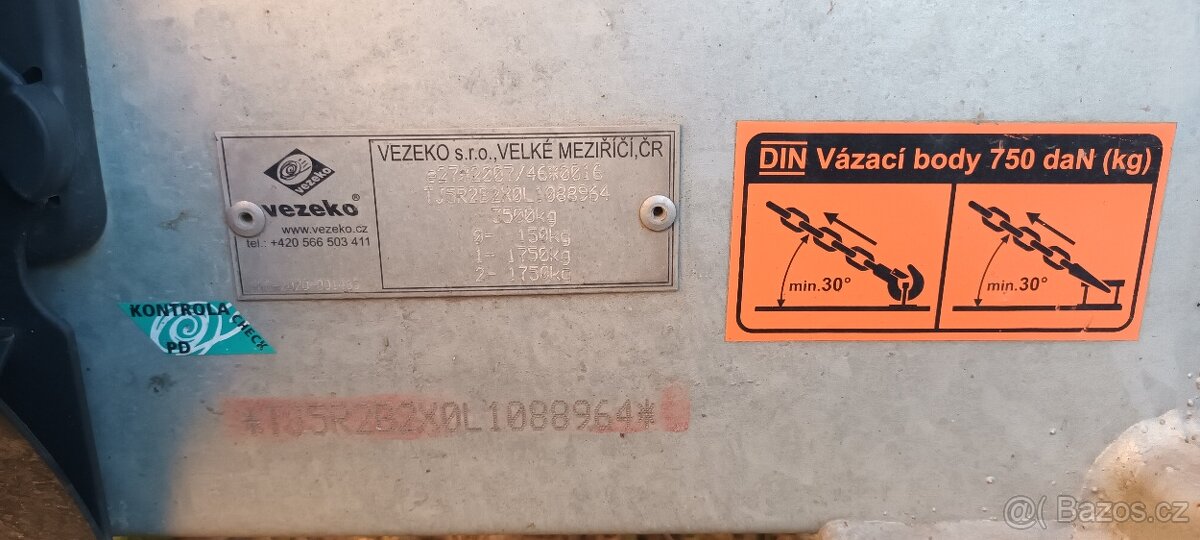 vezeko
vezeko®
www.vezeko.cz
tel.: +420 566 503 411
VEZEKO s.r.o.,VELKÉ MEZIŘÍČÍ,ČR
e27*2007/46*0016
TJ5R2B2X0L1088964
3500kg
0- 150kg
1- 1750kg
2- 1750kg
KONTROLA
CHECK
PD
*TJ5R2B2X0L1088964*
DIN Vázací body 750 daN (kg)
min.30°
min.30°
@ Bazos.cz